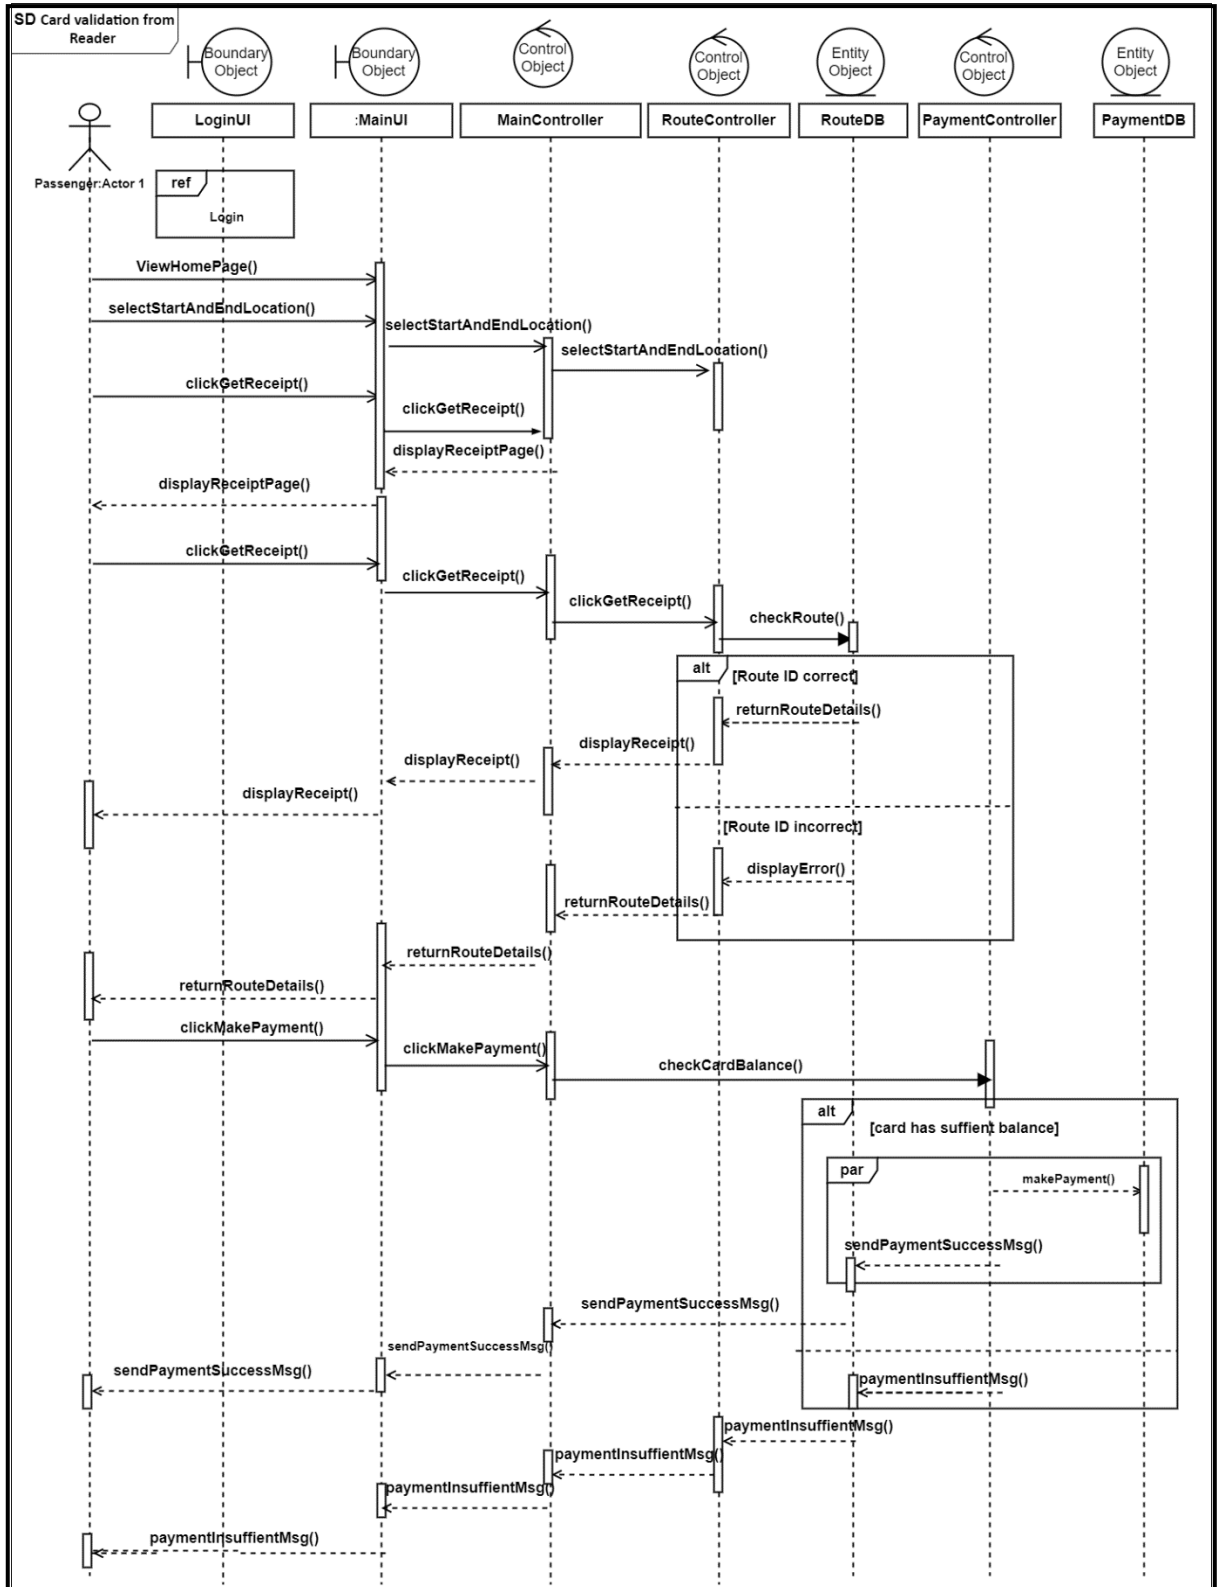 SD Card validation from
Reader
Boundary
Object
Boundary
Object
Control
Object
Control
Object
Entity
Object
Control
Object
Entity
Object
LoginUI
:MainUI
MainController
RouteController
RouteDB
PaymentController
PaymentDB
Passenger:Actor 1
ref
Login
ViewHomePage()
selectStartAndEndLocation()
selectStartAndEndLocation()
selectStartAndEndLocation()
clickGetReceipt()
clickGetReceipt()
displayReceiptPage()
displayReceiptPage()
clickGetReceipt()
clickGetReceipt()
clickGetReceipt()
checkRoute()
alt
[Route ID correct]
returnRouteDetails()
displayReceipt()
displayReceipt()
displayReceipt()
[Route ID incorrect]
displayError()
returnRouteDetails()
returnRouteDetails()
returnRouteDetails()
clickMakePayment()
clickMakePayment()
checkCardBalance()
alt
[card has suffient balance]
par
makePayment()
sendPaymentSuccessMsg()
sendPaymentSuccessMsg()
sendPaymentSuccessMsg()
sendPaymentSuccessMsg()
paymentInsuffientMsg()
paymentInsuffientMsg()
paymentInsuffientMsg()
paymentInsuffientMsg()
paymentInsuffientMsg()